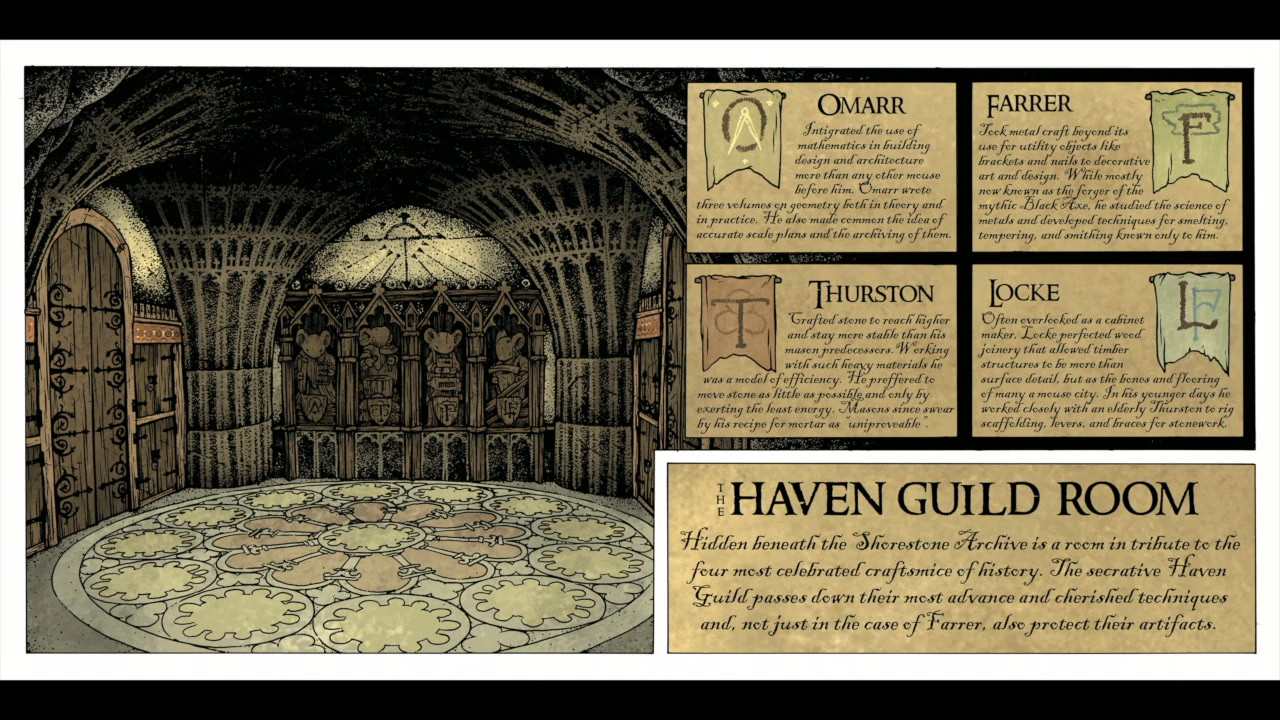 OMARR
Intigrated the use of
mathematics in building
design and architecture
more than any other mouse
before him. Omarr wrote
three volumes on geometry both in theory and
in practice. He also made common the idea of
accurate scale plans and the archiving of them.
FARRER
Took metal craft beyond its
use for utility objects like
brackets and nails to decorative
art and design. While mostly
now known as the forger of the
mythic Black Axe, he studied the science of
metals and developed techniques for smelting,
tempering, and smithing known only to him.
THURSTON
Crafted stone to reach higher
and stay more stable than his
mason predecessors. Working
with such heavy materials he
was a model of efficiency. He preffered to
move stone as little as possible and only by
exerting the least energy. Masons since swear
by his recipe for mortar as "uniproveable".
LOCKE
Often overlooked as a cabinet
maker, Locke perfected wood
joinery that allowed timber
structures to be more than
surface detail, but as the bones and flooring
of many a mouse city. In his younger days he
worked closely with an elderly Thurston to rig
scaffolding, levers, and braces for stonework.
THE HAVEN GUILD ROOM
Hidden beneath the Shorestone Archive is a room in tribute to the
four most celebrated craftsmice of history. The secrative Haven
Guild passes down their most advance and cherished techniques
and, not just in the case of Farrer, also protect their artifacts.